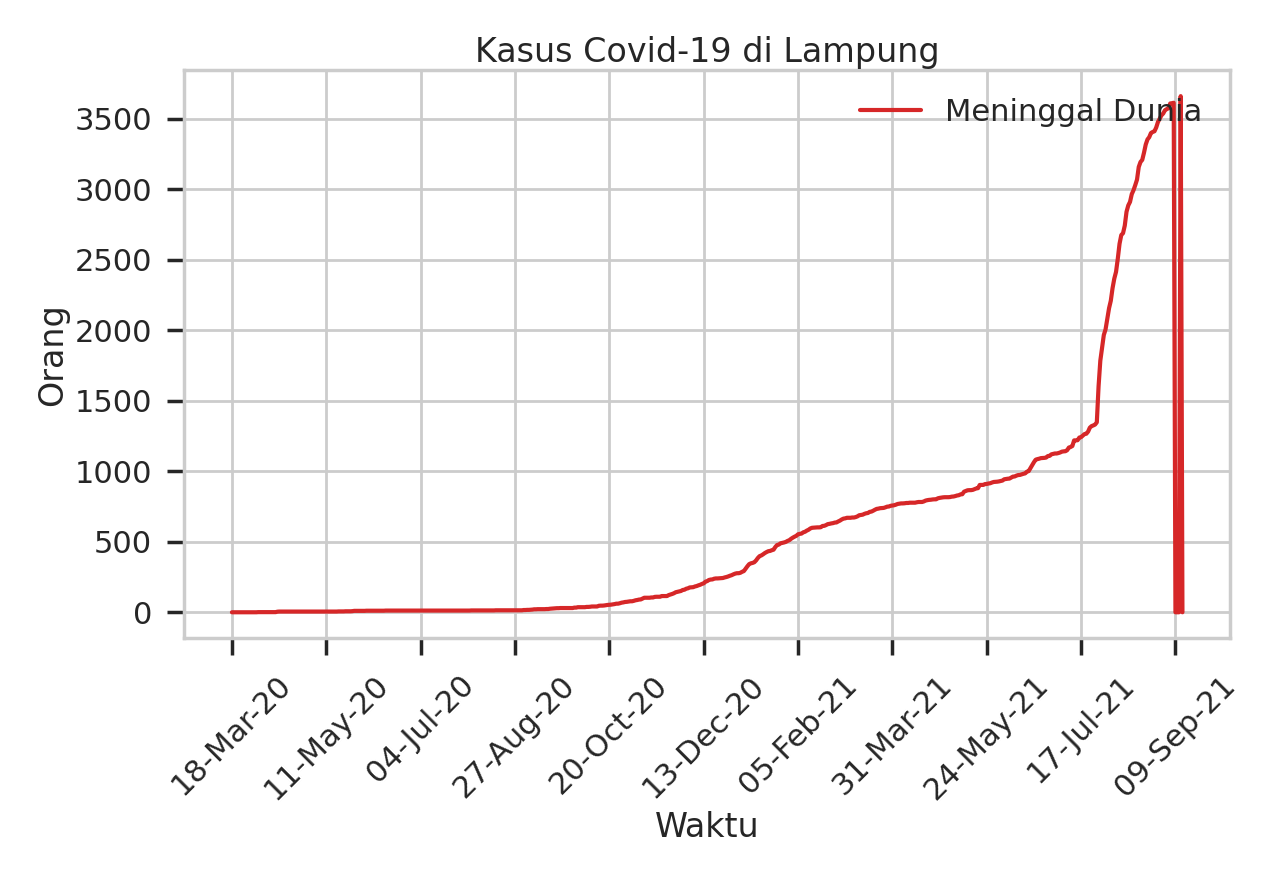 Kasus Covid-19 di Lampung
Meninggal Dunia
Orang
3500
3000
2500
2000
1500
1000
500
0
18-Mar-20
11-May-20
04-Jul-20
27-Aug-20
20-Oct-20
13-Dec-20
05-Feb-21
31-Mar-21
24-May-21
17-Jul-21
09-Sep-21
Waktu